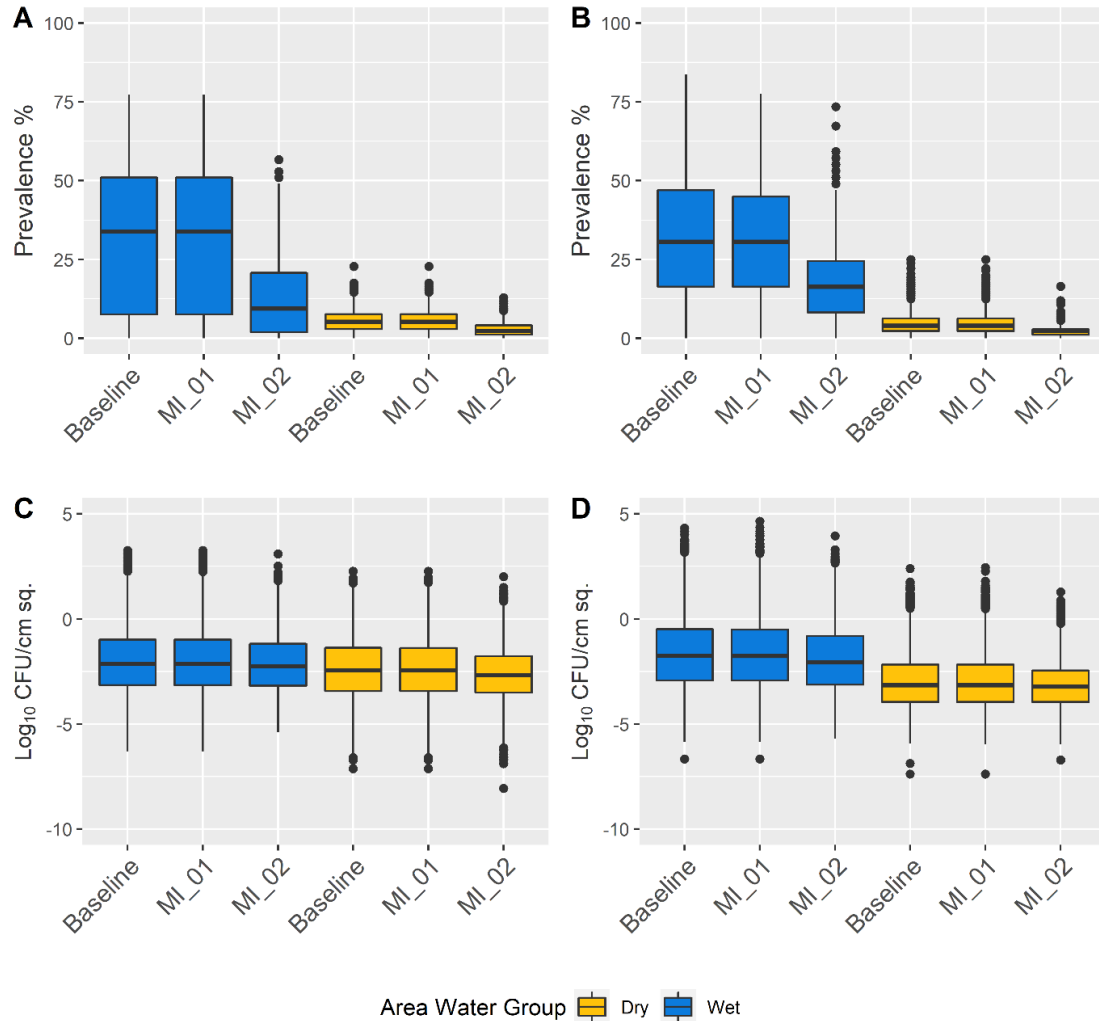 A
B
100
75
50
25
0
Prevalence %
Baseline
MI_01
MI_02
Baseline
MI_01
MI_02
100
75
50
25
0
Prevalence %
Baseline
MI_01
MI_02
Baseline
MI_01
MI_02
C
D
5
0
-5
-10
Log10 CFU/cm sq.
Baseline
MI_01
MI_02
Baseline
MI_01
MI_02
5
0
-5
-10
Log10 CFU/cm sq.
Baseline
MI_01
MI_02
Baseline
MI_01
MI_02
Area Water Group Dry Wet